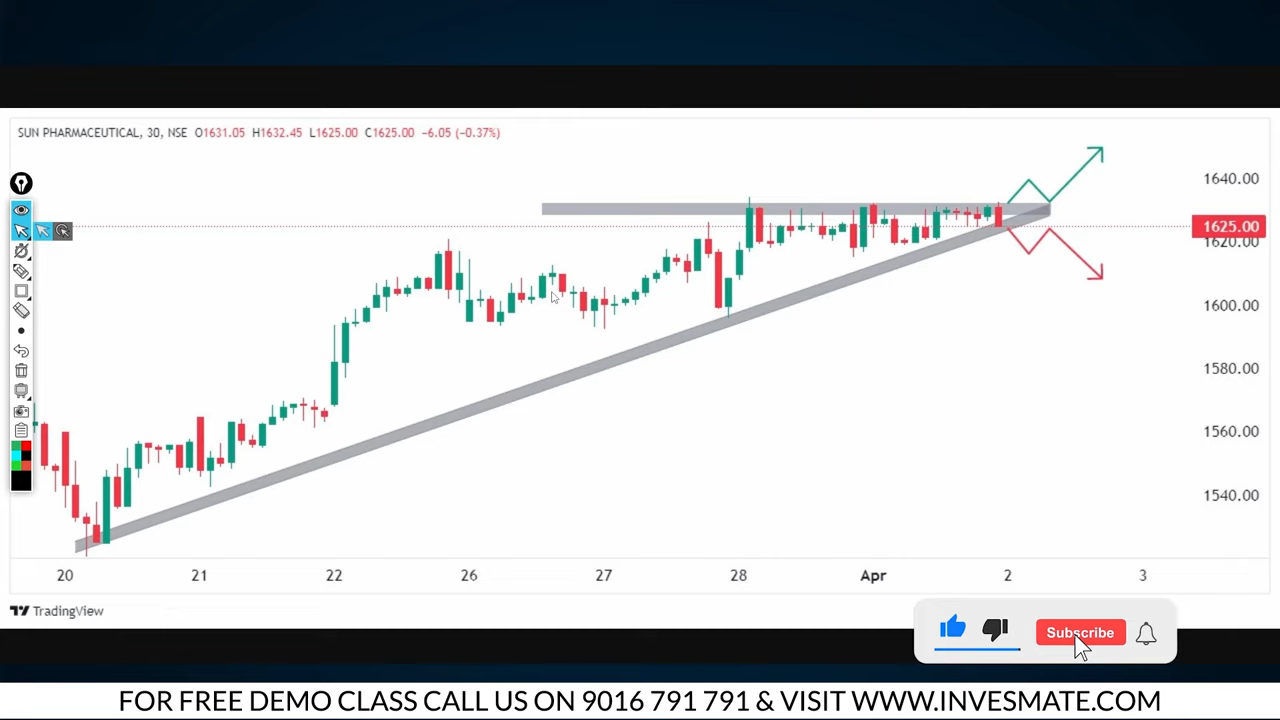 SUN PHARMACEUTICAL, 30, NSE O1631.05 H1632.45 L1625.00 C1625.00 -6.05 (-0.37%)
1640.00
1625.00
1620.00
1600.00
1580.00
1560.00
1540.00
20 21 22 26 27 28 Apr 2 3
TradingView
Subscribe
FOR FREE DEMO CLASS CALL US ON 9016 791 791 & VISIT WWW.INVESMATE.COM